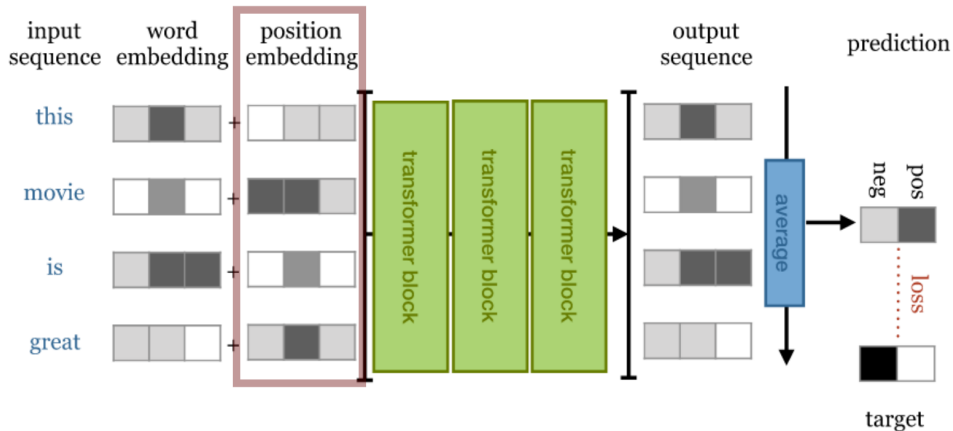 input
sequence
word
embedding
position
embedding
output
sequence
prediction
this
+
movie
+
is
+
great
+
transformer block
transformer block
transformer block
average
neg
pos
loss
target